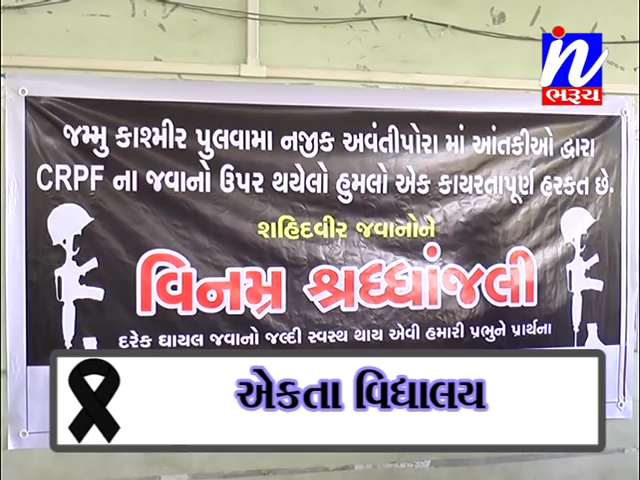 in
ભરૂચ
જમ્મુ કાશ્મીર પુલવામા નજીક અવંતીપોરા માં આંતકીઓ દ્વારા
CRPF ના જવાનો ઉપર થયેલો હુમલો એક કાયરતાપૂર્ણ હરકત છે.
શહિદવીર જવાનોને
વિનમ્ર શ્રધ્ધાંજલી
દરેક ઘાયલ જવાનો જલ્દી સ્વસ્થ થાય એવી હમારી પ્રભુને પ્રાર્થના
એકતા વિદ્યાલય